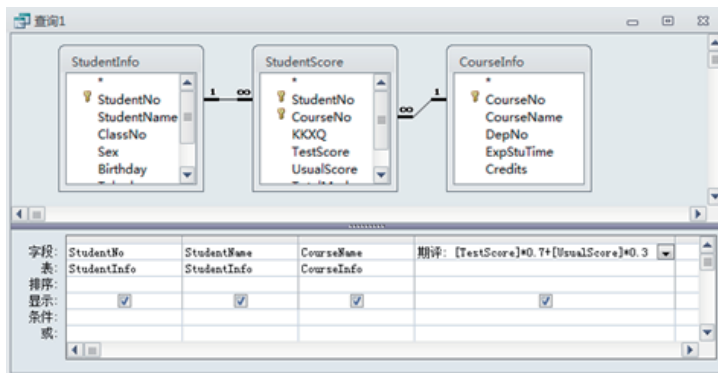 查询1
StudentInfo
*
StudentNo
StudentName
ClassNo
Sex
Birthday
1
∞
StudentScore
*
StudentNo
CourseNo
KKXQ
TestScore
UsualScore
∞
1
CourseInfo
*
CourseNo
CourseName
DepNo
ExpStuTime
Credits
字段: StudentNo StudentName CourseName 期评: [TestScore]*0.7+[UsualScore]*0.3
表: StudentInfo StudentInfo CourseInfo
排序:
显示:
条件:
或: